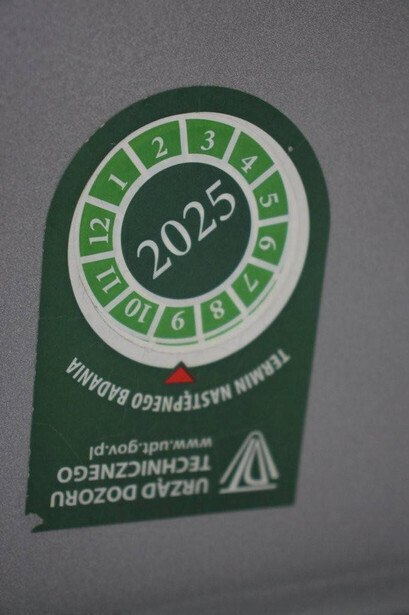 URZĄD DOZORU
TECHNICZNEGO
www.udt.gov.pl
TERMIN NASTĘPNEGO BADANIA
1 2 3 4 5 6 7 8 9 10 11 12
2025